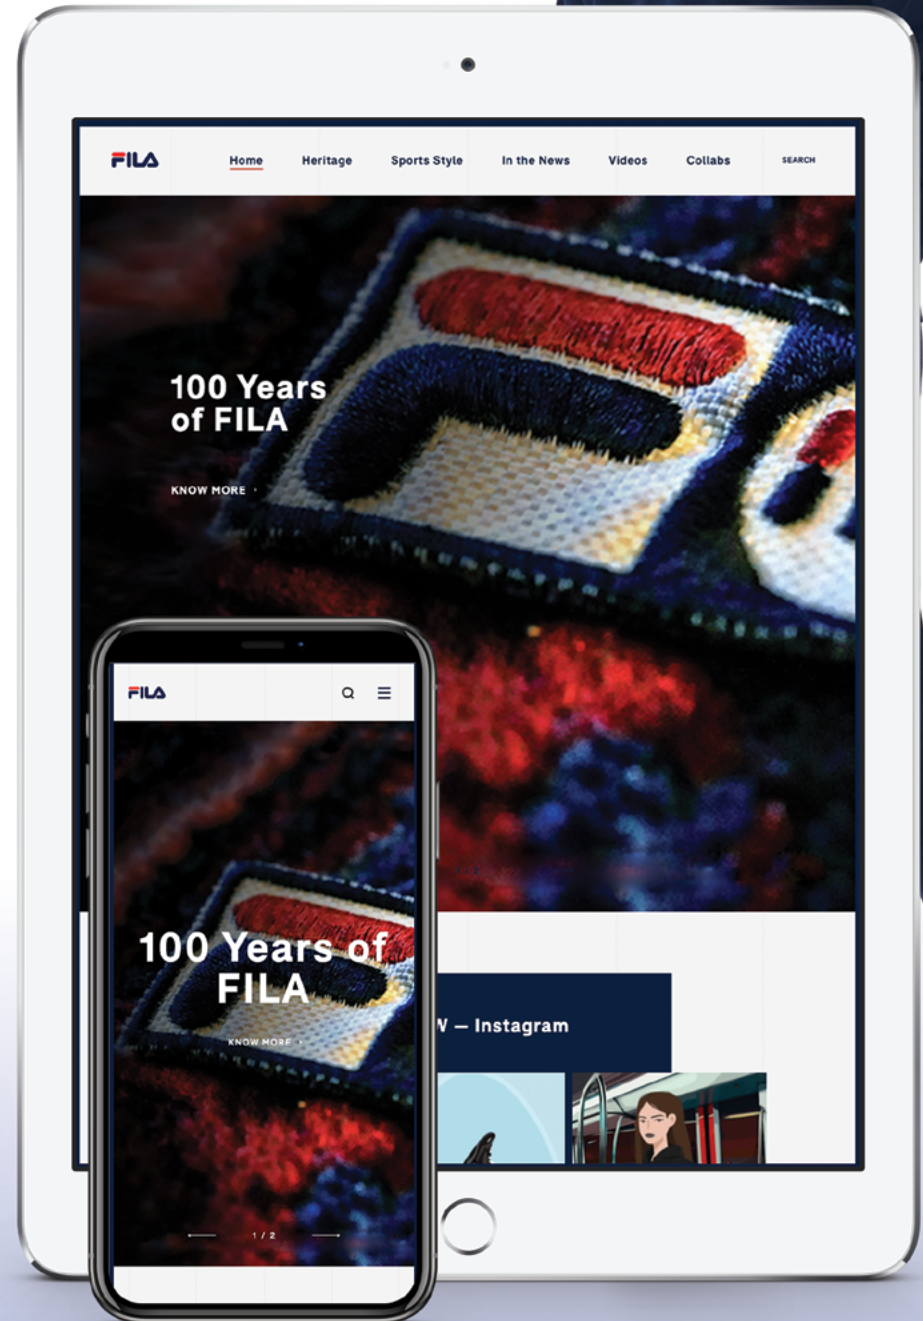 FILA
Home Heritage Sports Style In the News Videos Collabs SEARCH
100 Years
of FILA
KNOW MORE
— Instagram
FILA
100 Years of
FILA
KNOW MORE
1 / 2